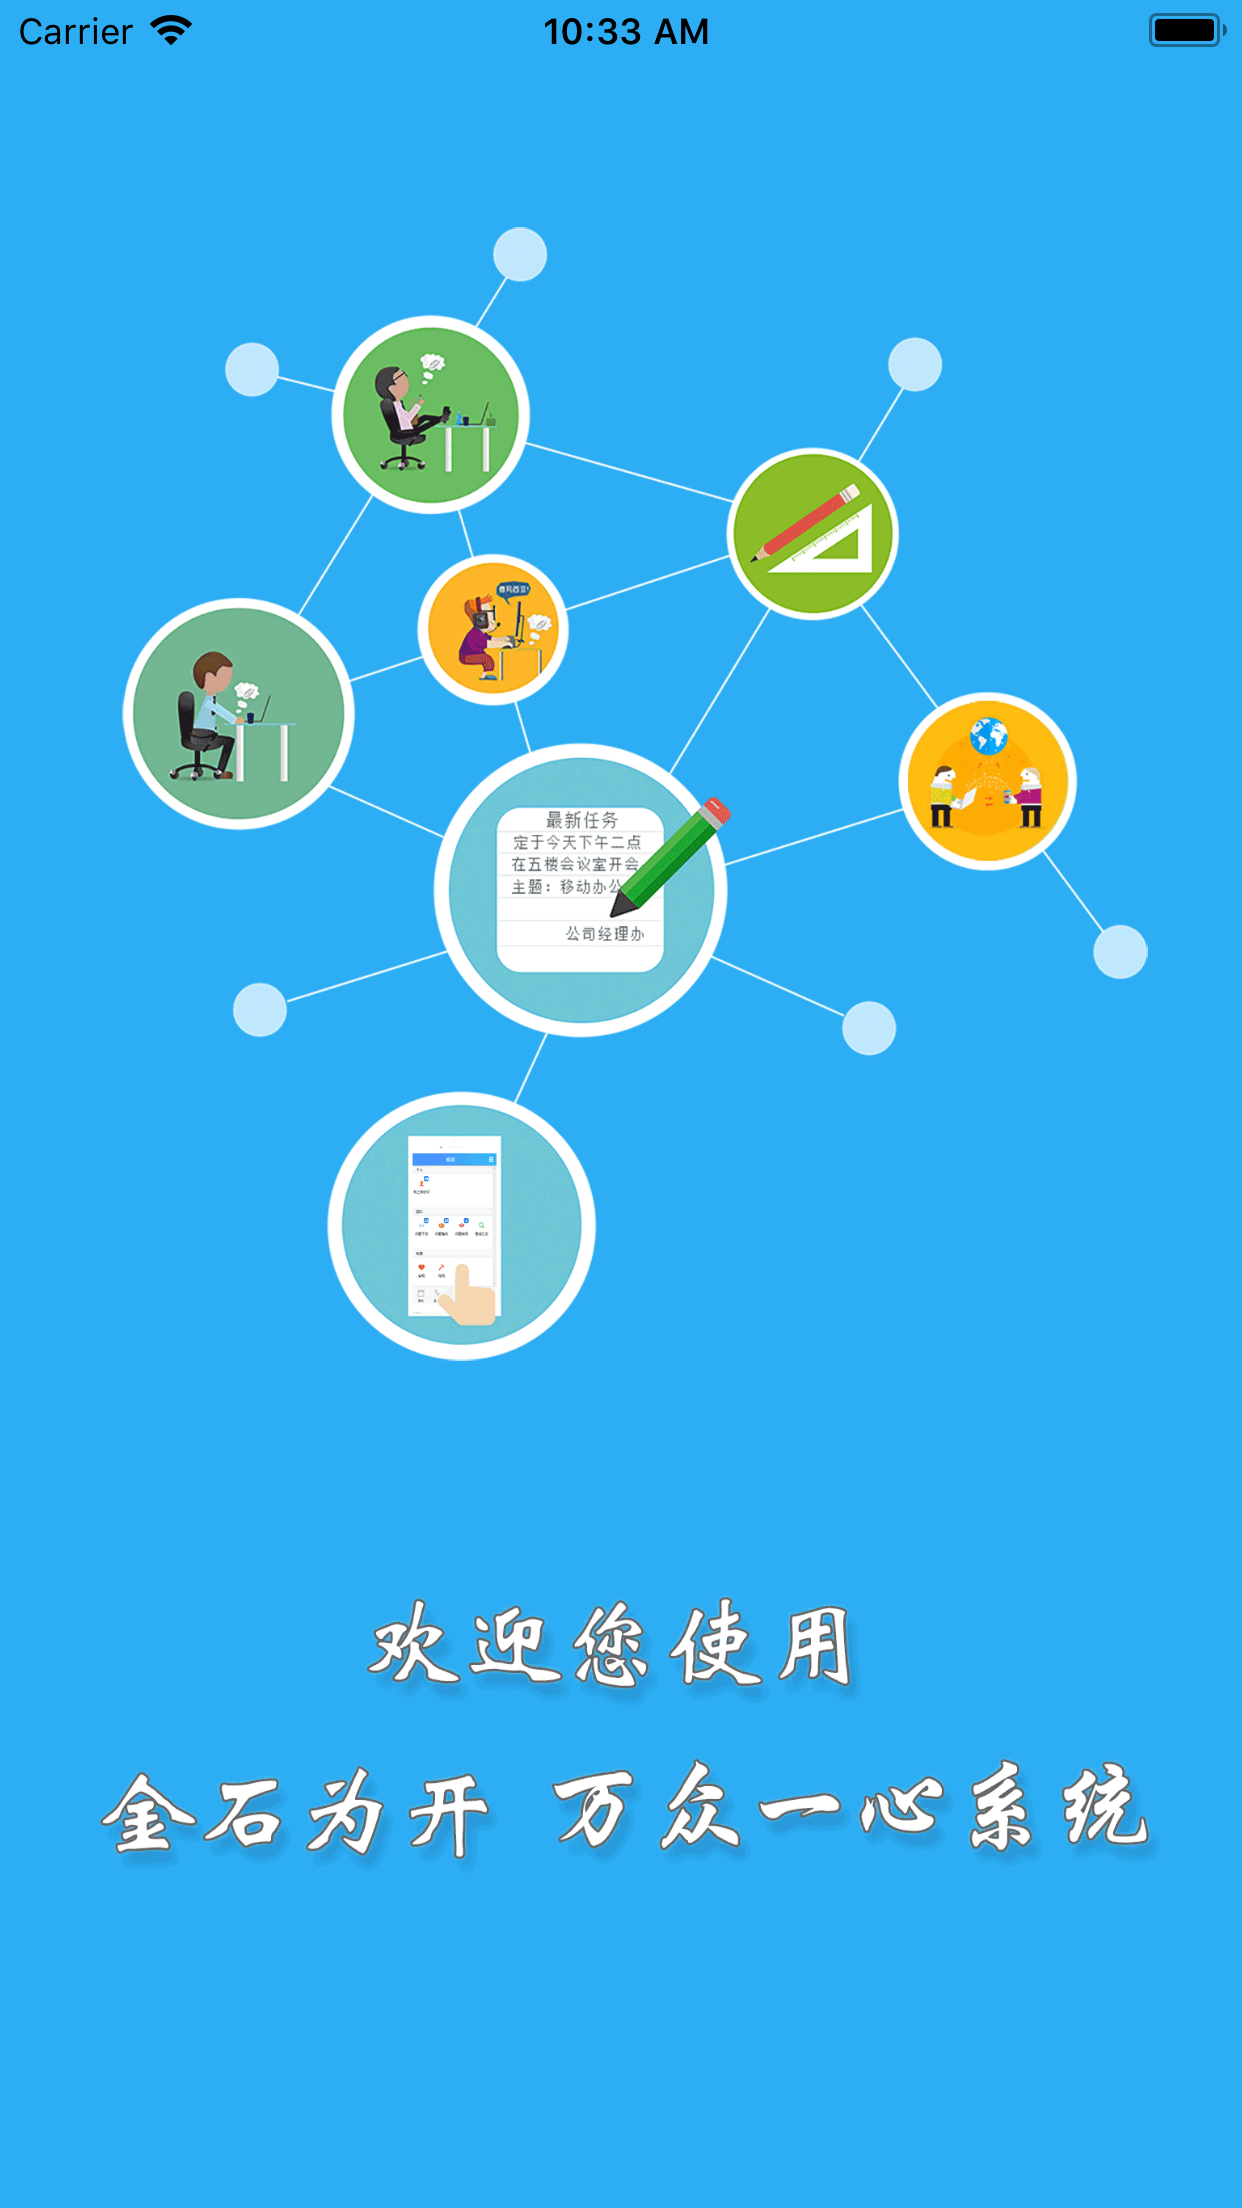 Carrier
10:33 AM
最新任务
定于今天下午二点
在五楼会议室开会
主题：移动办公
公司经理办
欢迎您使用
金石为开 万众一心系统